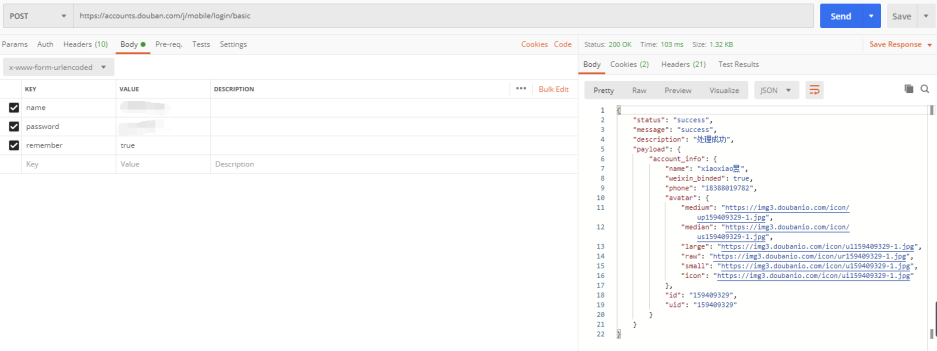 POST https://accounts.douban.com/j/mobile/login/basic Send Save
Params Auth Headers (10) Body Pre-req. Tests Settings Cookies Code
x-www-form-urlencoded
KEY VALUE DESCRIPTION ••• Bulk Edit
name
password
remember true
Key Value Description
Status: 200 OK Time: 103 ms Size: 1.32 KB Save Response
Body Cookies (2) Headers (21) Test Results
Pretty Raw Preview Visualize JSON
1 {
2 "status": "success",
3 "message": "success",
4 "description": "处理成功",
5 "payload": {
6 "account_info": {
7 "name": "xiaoxiao昱",
8 "weixin_binded": true,
9 "phone": "18388019782",
10 "avatar": {
11 "medium": "https://img3.doubanio.com/icon/
up159409329-1.jpg",
12 "median": "https://img3.doubanio.com/icon/
us159409329-1.jpg",
13 "large": "https://img3.doubanio.com/icon/ul159409329-1.jpg",
14 "raw": "https://img3.doubanio.com/icon/ur159409329-1.jpg",
15 "small": "https://img3.doubanio.com/icon/u159409329-1.jpg",
16 "icon": "https://img3.doubanio.com/icon/ui159409329-1.jpg"
17 },
18 "id": "159409329",
19 "uid": "159409329"
20 }
21 }
22 }